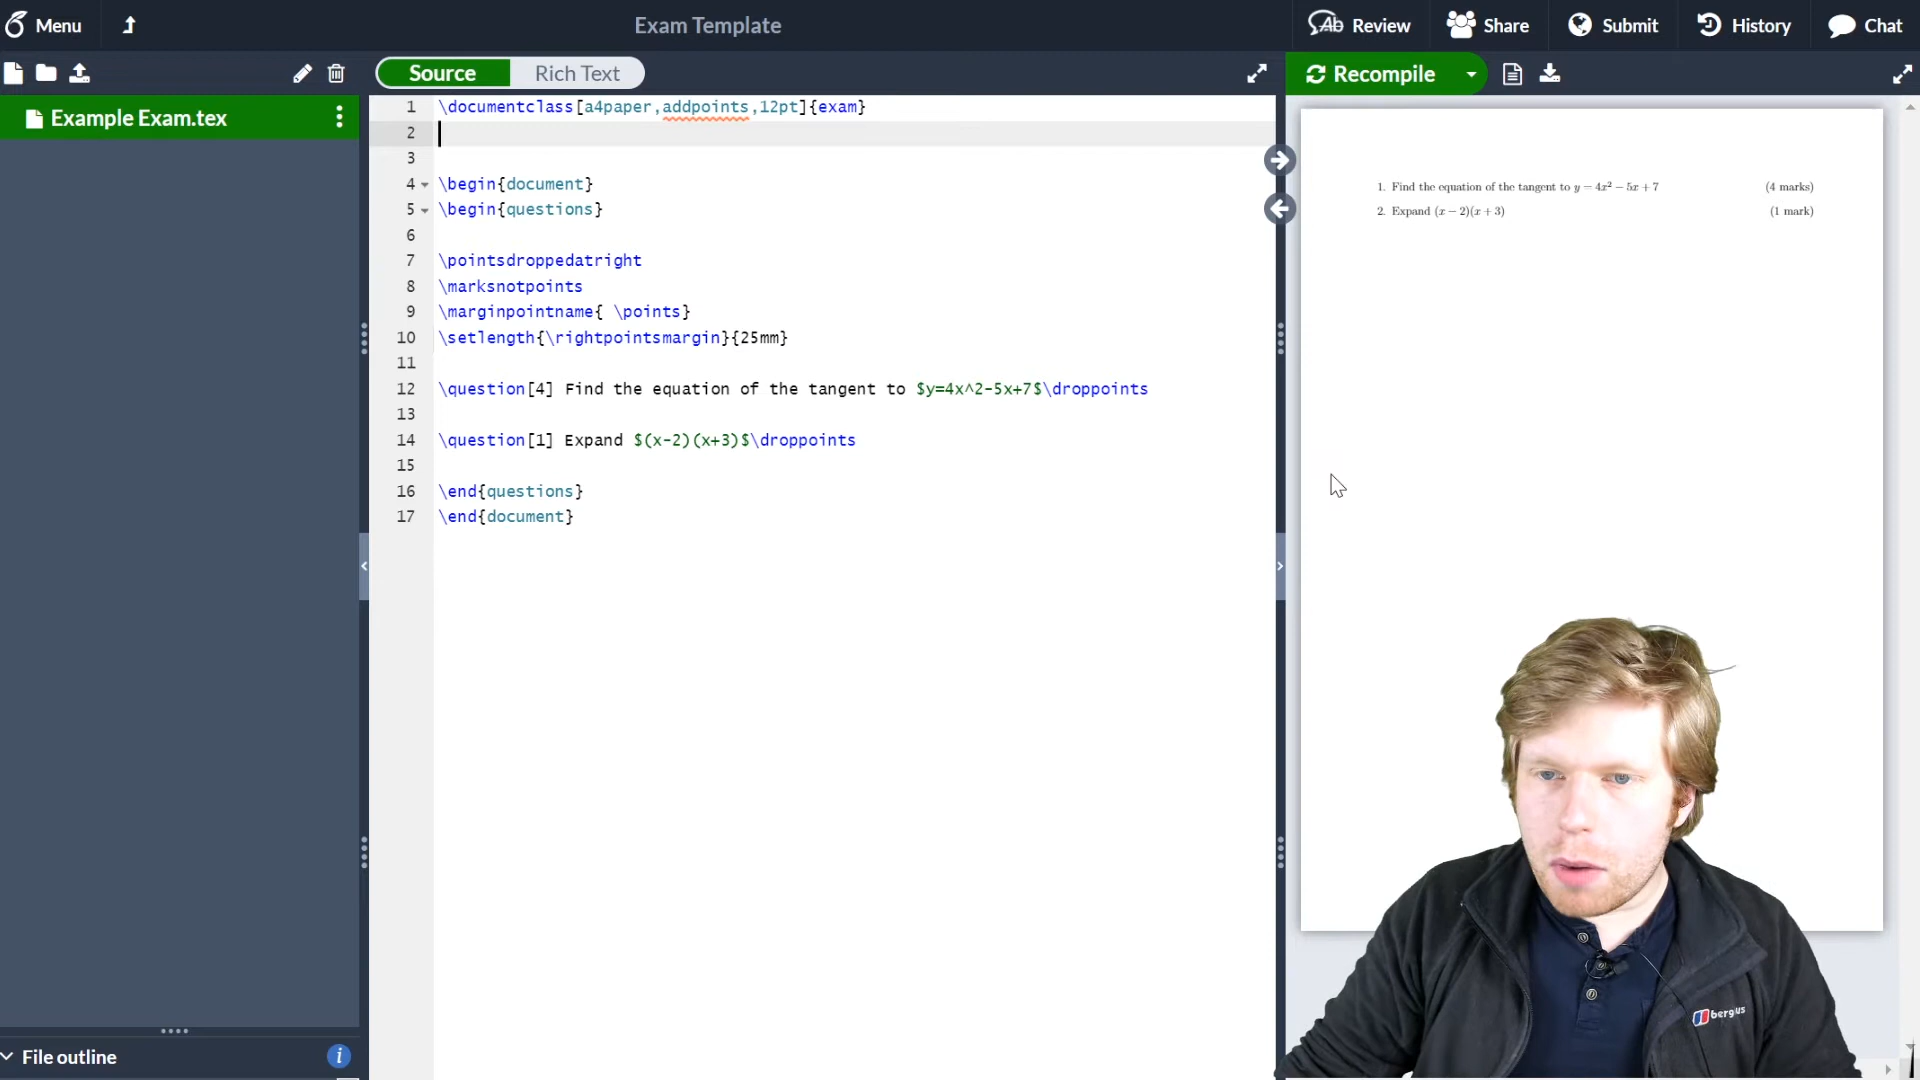 Menu
Exam Template
Review
Share
Submit
History
Chat
Source
Rich Text
Recompile
Example Exam.tex
1 \documentclass[a4paper,addpoints,12pt]{exam}
2
3
4 \begin{document}
5 \begin{questions}
6
7 \pointsdroppedatright
8 \marksnotpoints
9 \marginpointname{ \points}
10 \setlength{\rightpointsmargin}{25mm}
11
12 \question[4] Find the equation of the tangent to $y=4x^2-5x+7$\droppoints
13
14 \question[1] Expand $(x-2)(x+3)$\droppoints
15
16 \end{questions}
17 \end{document}
1. Find the equation of the tangent to y = 4x² − 5x + 7 (4 marks)
2. Expand (x − 2)(x + 3) (1 mark)
File outline
berghaus